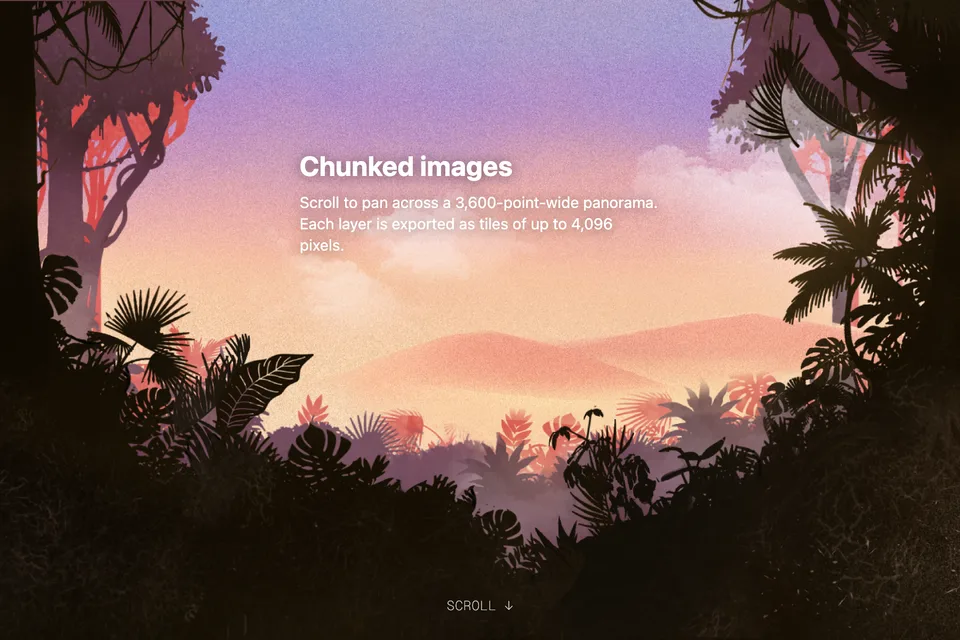 Chunked images
Scroll to pan across a 3,600-point-wide panorama.
Each layer is exported as tiles of up to 4,096
pixels.
SCROLL ↓